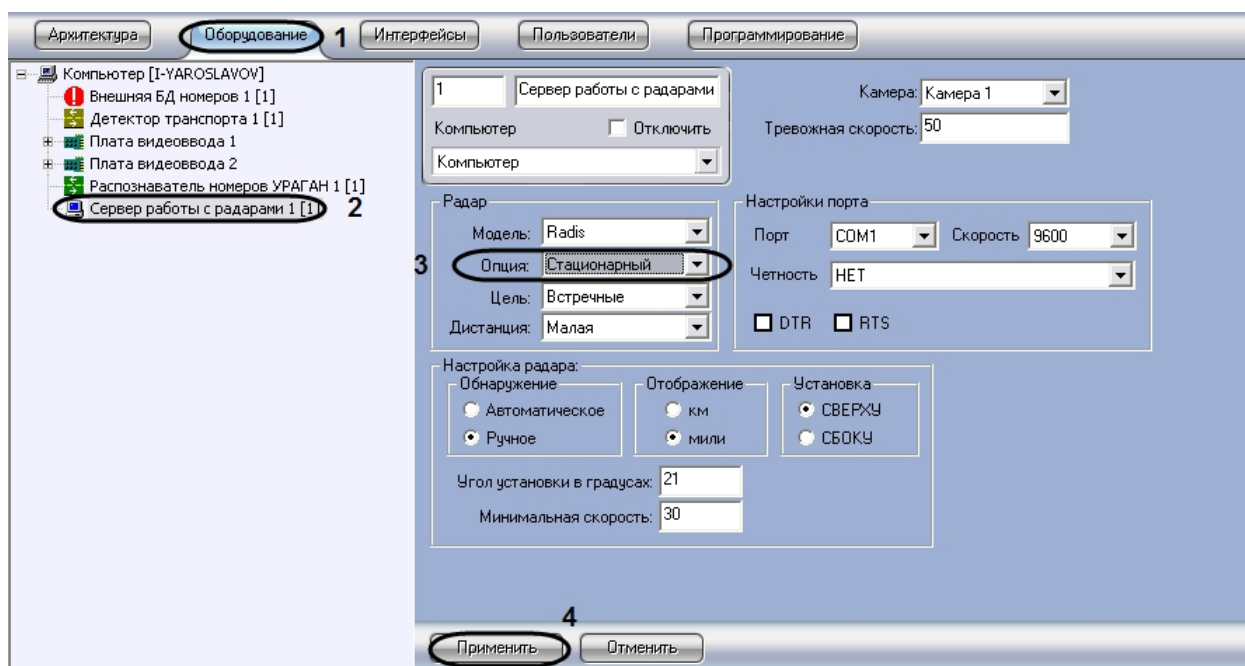 Архитектура Оборудование 1 Интерфейсы Пользователи Программирование
Компьютер [I-YAROSLAVOV]
Внешняя БД номеров 1 [1]
Детектор транспорта 1 [1]
Плата видеоввода 1
Плата видеоввода 2
Распознаватель номеров УРАГАН 1 [1]
Сервер работы с радарами 1 [1] 2
1 Сервер работы с радарами
Компьютер Отключить
Компьютер
Камера: Камера 1
Тревожная скорость: 50
Радар
Модель: Radis
3 Опция: Стационарный
Цель: Встречные
Дистанция: Малая
Настройки порта
Порт COM1 Скорость 9600
Четность НЕТ
DTR RTS
Настройка радара:
Обнаружение
Автоматическое
Ручное
Отображение
км
мили
Установка
СВЕРХУ
СБОКУ
Угол установки в градусах: 21
Минимальная скорость: 30
4
Применить Отменить